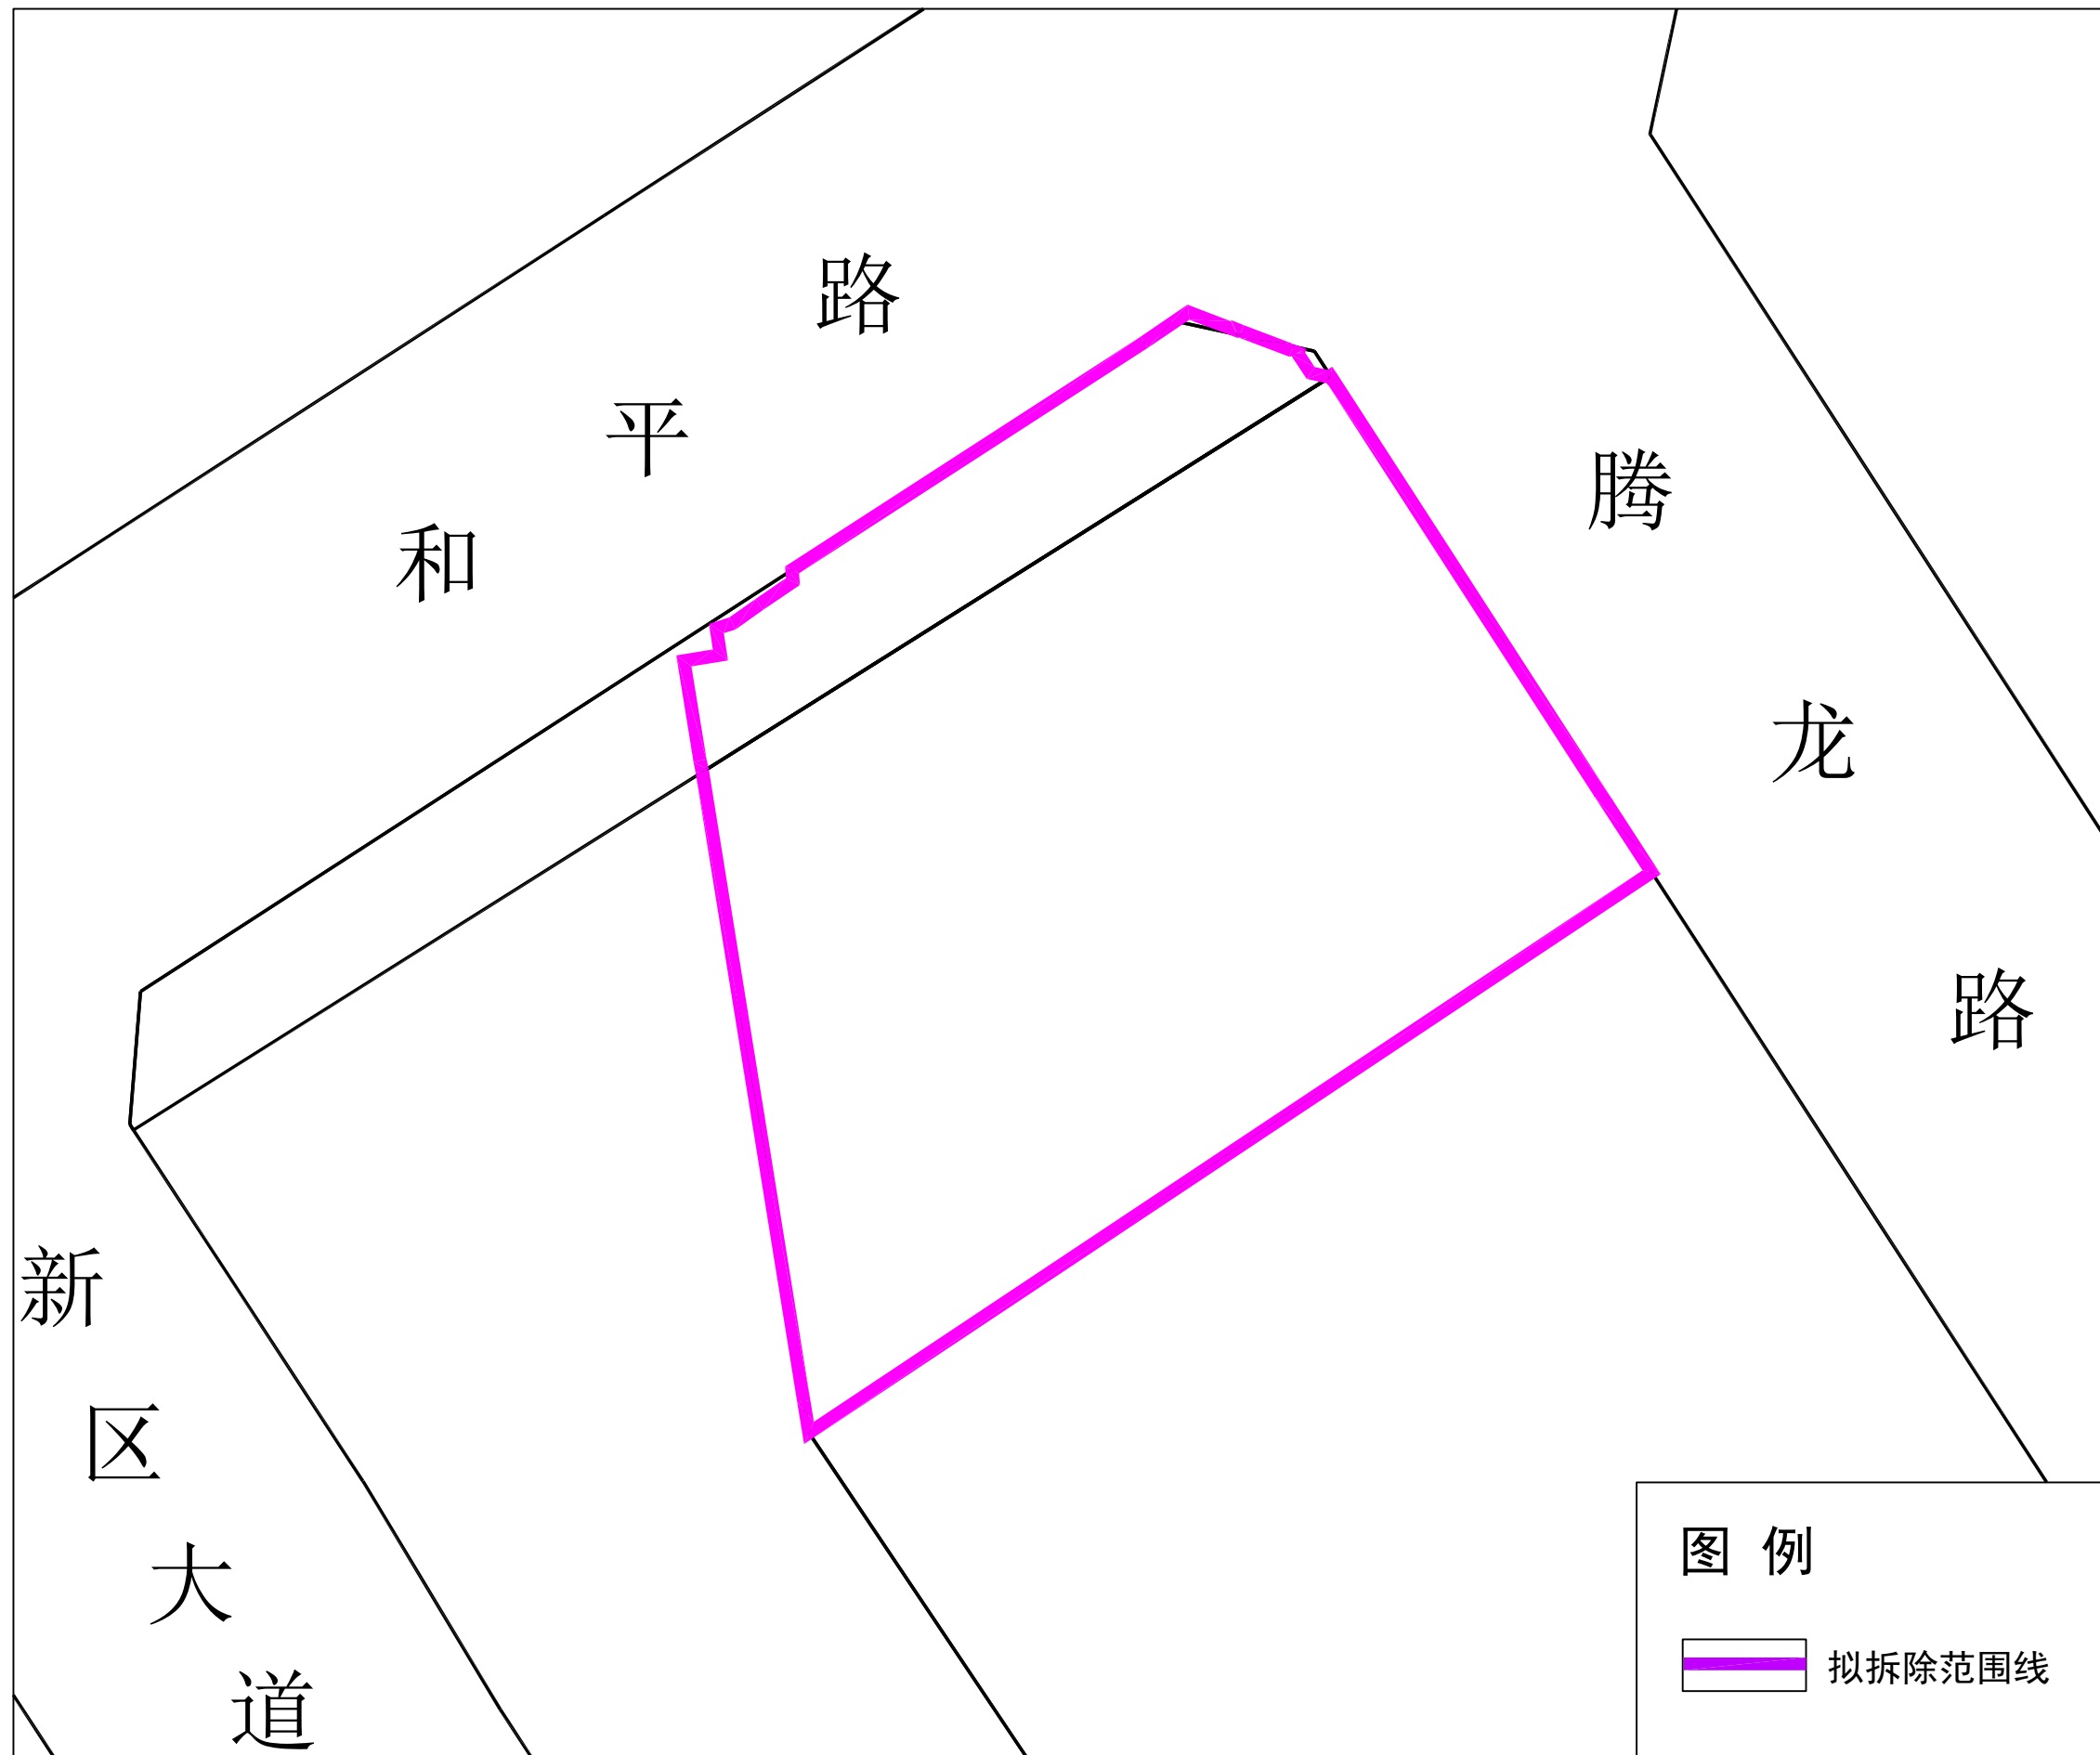 和平路
腾龙路
新区大道
图 例
拟拆除范围线